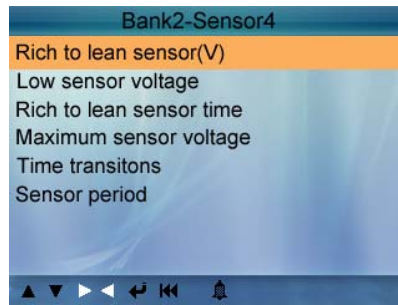 Bank2-Sensor4
Rich to lean sensor(V)
Low sensor voltage
Rich to lean sensor time
Maximum sensor voltage
Time transitons
Sensor period